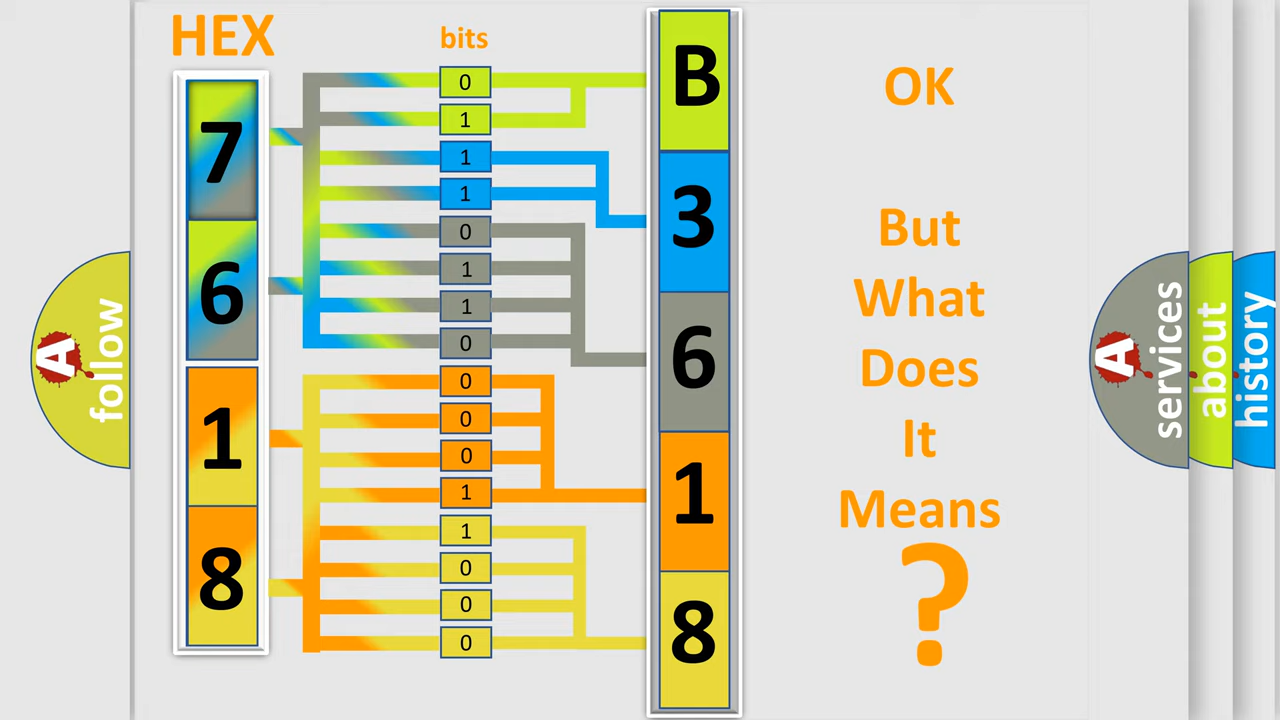 HEX
bits
7
6
1
8
0
1
1
1
0
1
1
0
0
0
0
1
1
0
0
0
B
3
6
1
8
OK
But
What
Does
It
Means
?
A
follow
A
services
about
history